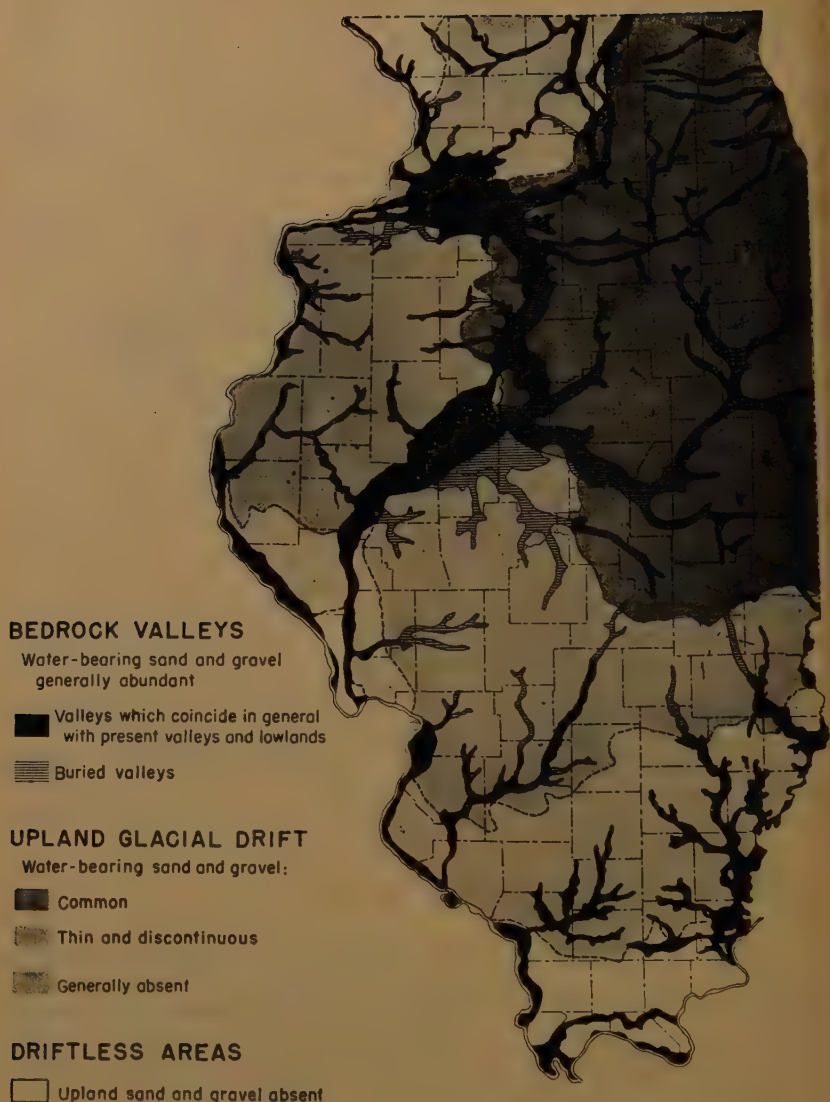 BEDROCK VALLEYS
Water-bearing sand and gravel
generally abundant
Valleys which coincide in general
with present valleys and lowlands
Buried valleys
UPLAND GLACIAL DRIFT
Water-bearing sand and gravel:
Common
Thin and discontinuous
Generally absent
DRIFTLESS AREAS
Upland sand and gravel absent